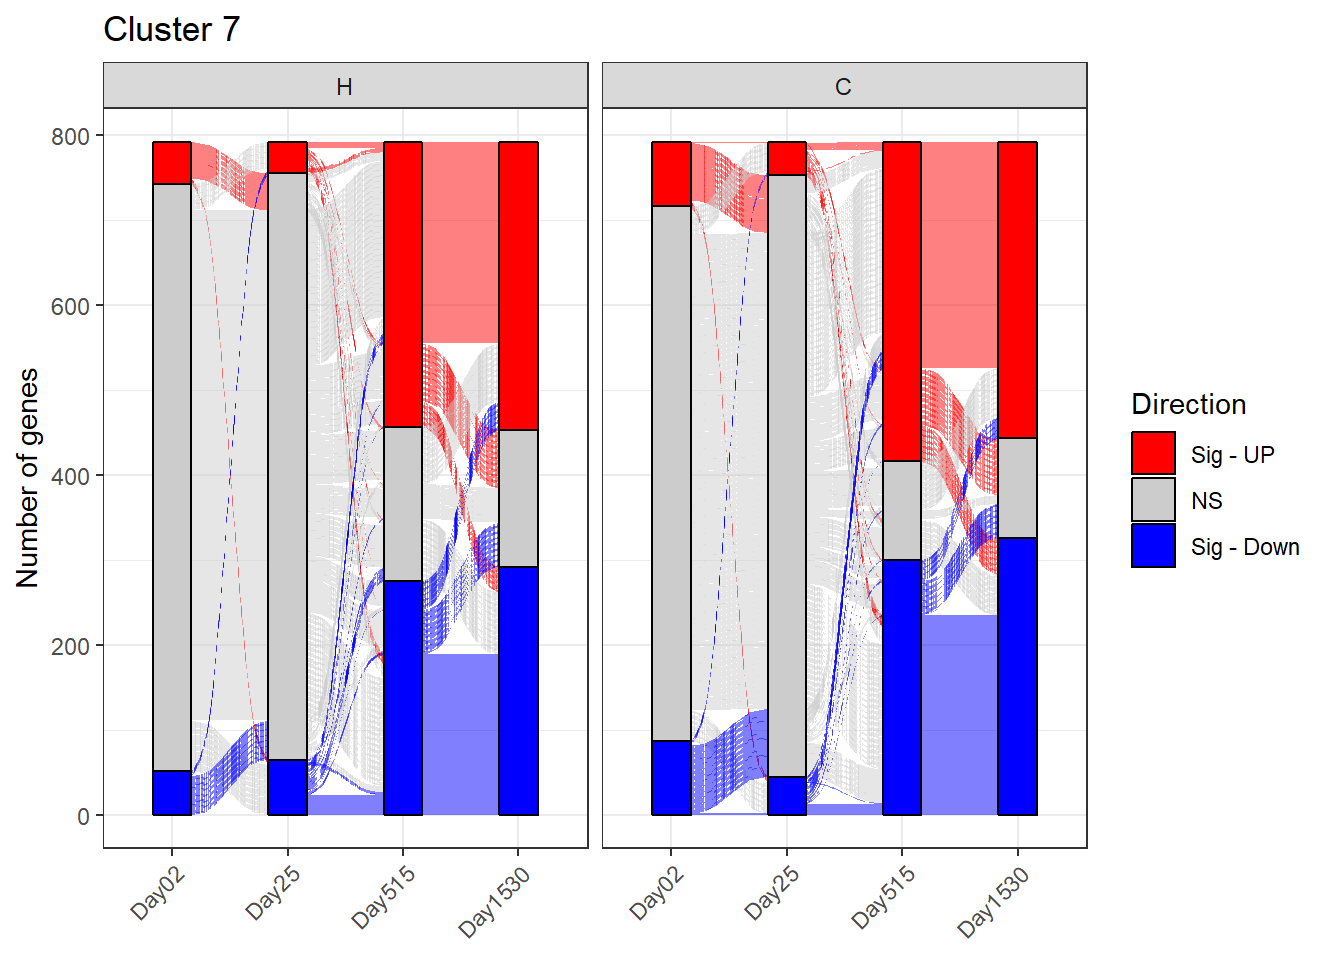 Cluster 7
H
C
800
600
400
200
0
Number of genes
Day02
Day25
Day515
Day1530
Day02
Day25
Day515
Day1530
Direction
Sig - UP
NS
Sig - Down